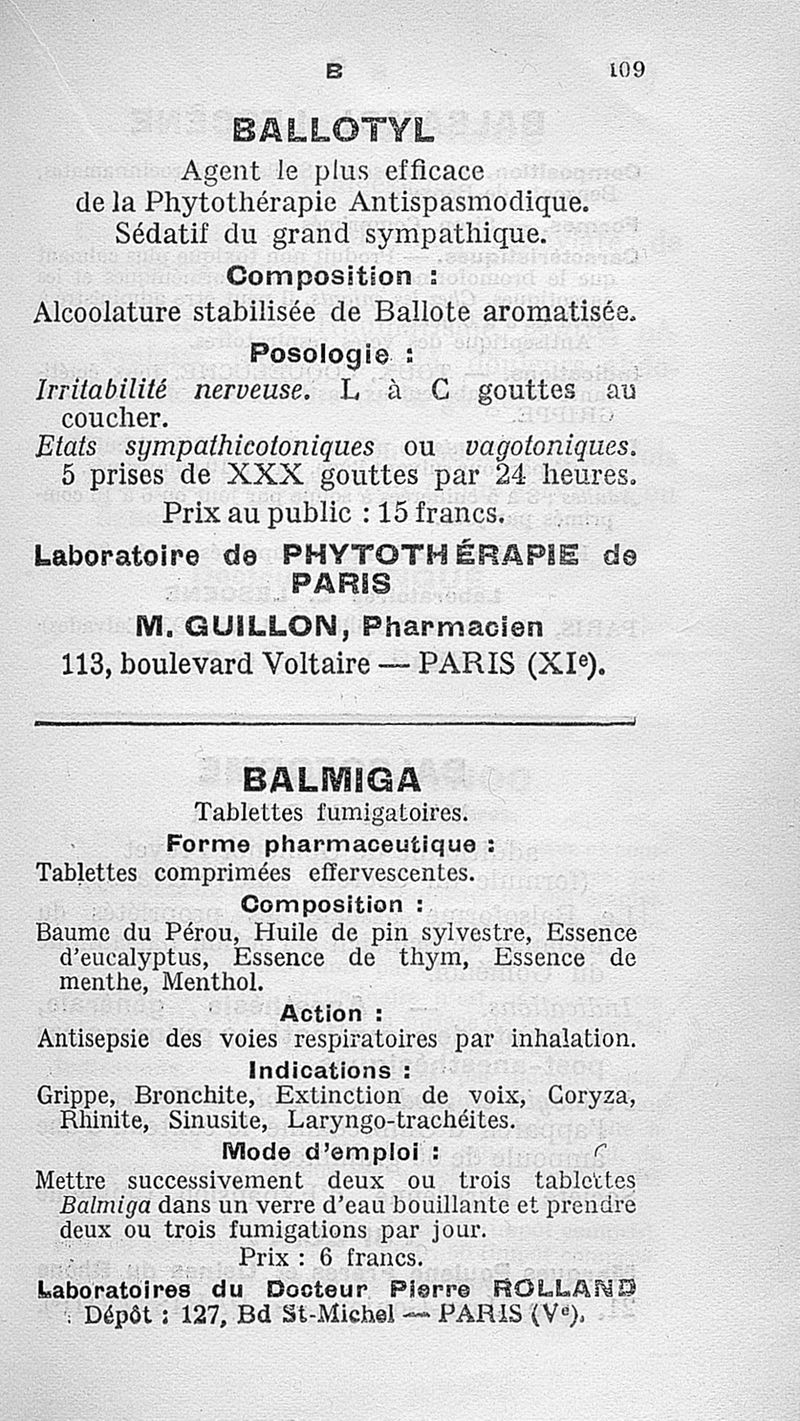 B 109
BALLOTYL
Agent le plus efficace
de la Phytothérapie Antispasmodique.
Sédatif du grand sympathique.
Composition :
Alcoolature stabilisée de Ballote aromatisée.
Posologie :
Irritabilité nerveuse. L à C gouttes au
coucher.
Etats sympathicotoniques ou vagotoniques.
5 prises de XXX gouttes par 24 heures.
Prix au public : 15 francs.
Laboratoire de PHYTOTHÉRAPIE de
PARIS
M. GUILLON, Pharmacien
113, boulevard Voltaire — PARIS (XIe).
BALMIGA
Tablettes fumigatoires.
Forme pharmaceutique :
Tablettes comprimées effervescentes.
Composition :
Baume du Pérou, Huile de pin sylvestre, Essence
d'eucalyptus, Essence de thym, Essence de
menthe, Menthol.
Action :
Antisepsie des voies respiratoires par inhalation.
Indications :
Grippe, Bronchite, Extinction de voix, Coryza,
Rhinite, Sinusite, Laryngo-trachéites.
Mode d'emploi :
Mettre successivement deux ou trois tablettes
Balmiga dans un verre d'eau bouillante et prendre
deux ou trois fumigations par jour.
Prix : 6 francs.
Laboratoires du Docteur Pierre ROLLAND
Dépôt : 127, Bd St-Michel — PARIS (Ve).